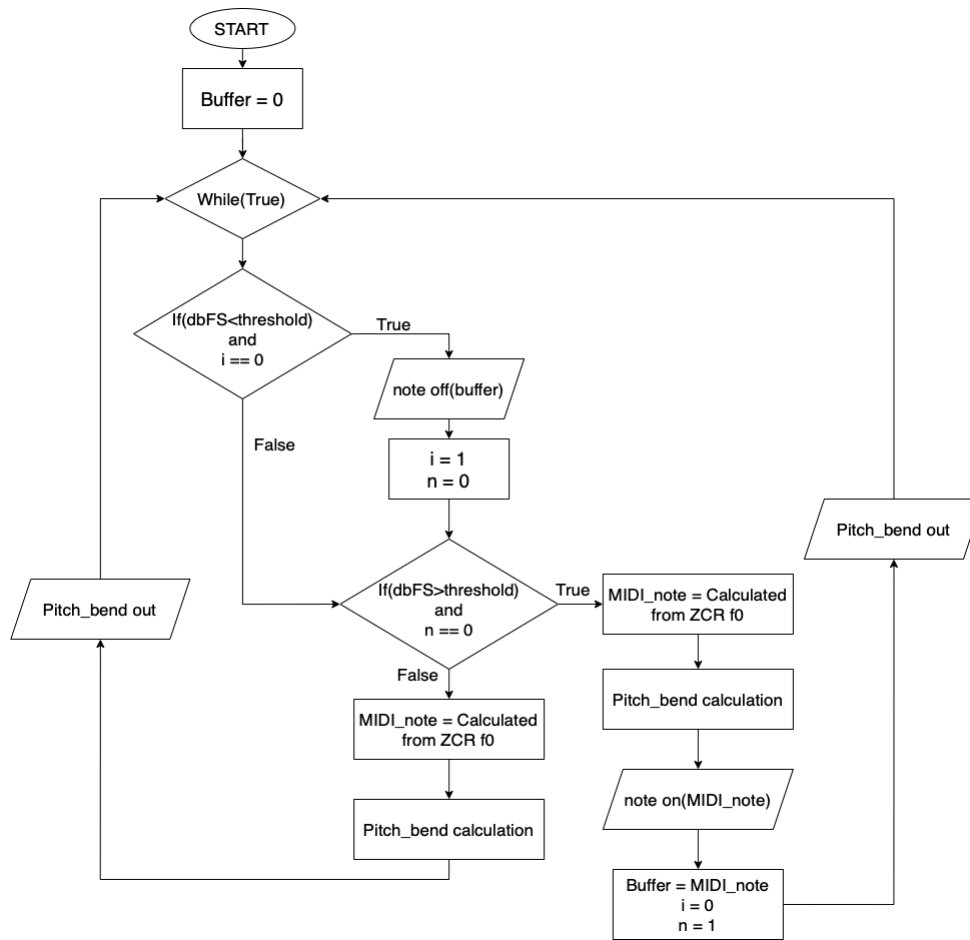 START
Buffer = 0
While(True)
If(dbFS<threshold)
and
i == 0
True
False
note off(buffer)
i = 1
n = 0
If(dbFS>threshold)
and
n == 0
True
False
MIDI_note = Calculated
from ZCR f0
Pitch_bend calculation
Pitch_bend out
MIDI_note = Calculated
from ZCR f0
Pitch_bend calculation
note on(MIDI_note)
Buffer = MIDI_note
i = 0
n = 1
Pitch_bend out